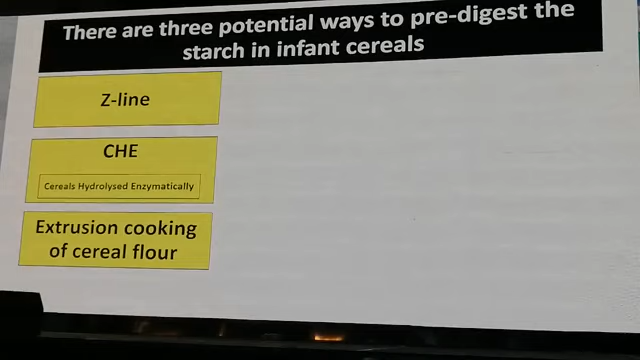 There are three potential ways to pre-digest the
starch in infant cereals
Z-line
CHE
Cereals Hydrolysed Enzymatically
Extrusion cooking
of cereal flour